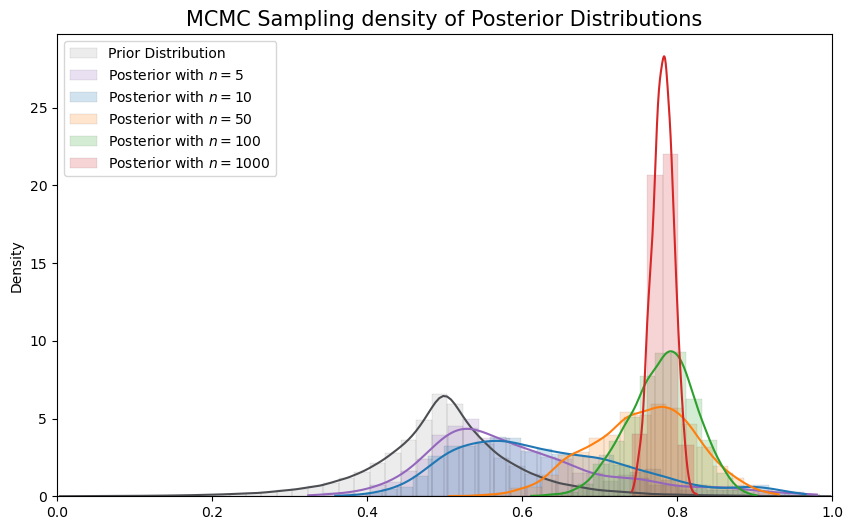 MCMC Sampling density of Posterior Distributions
Prior Distribution
Posterior with n = 5
Posterior with n = 10
Posterior with n = 50
Posterior with n = 100
Posterior with n = 1000
Density
25
20
15
10
5
0
0.0 0.2 0.4 0.6 0.8 1.0